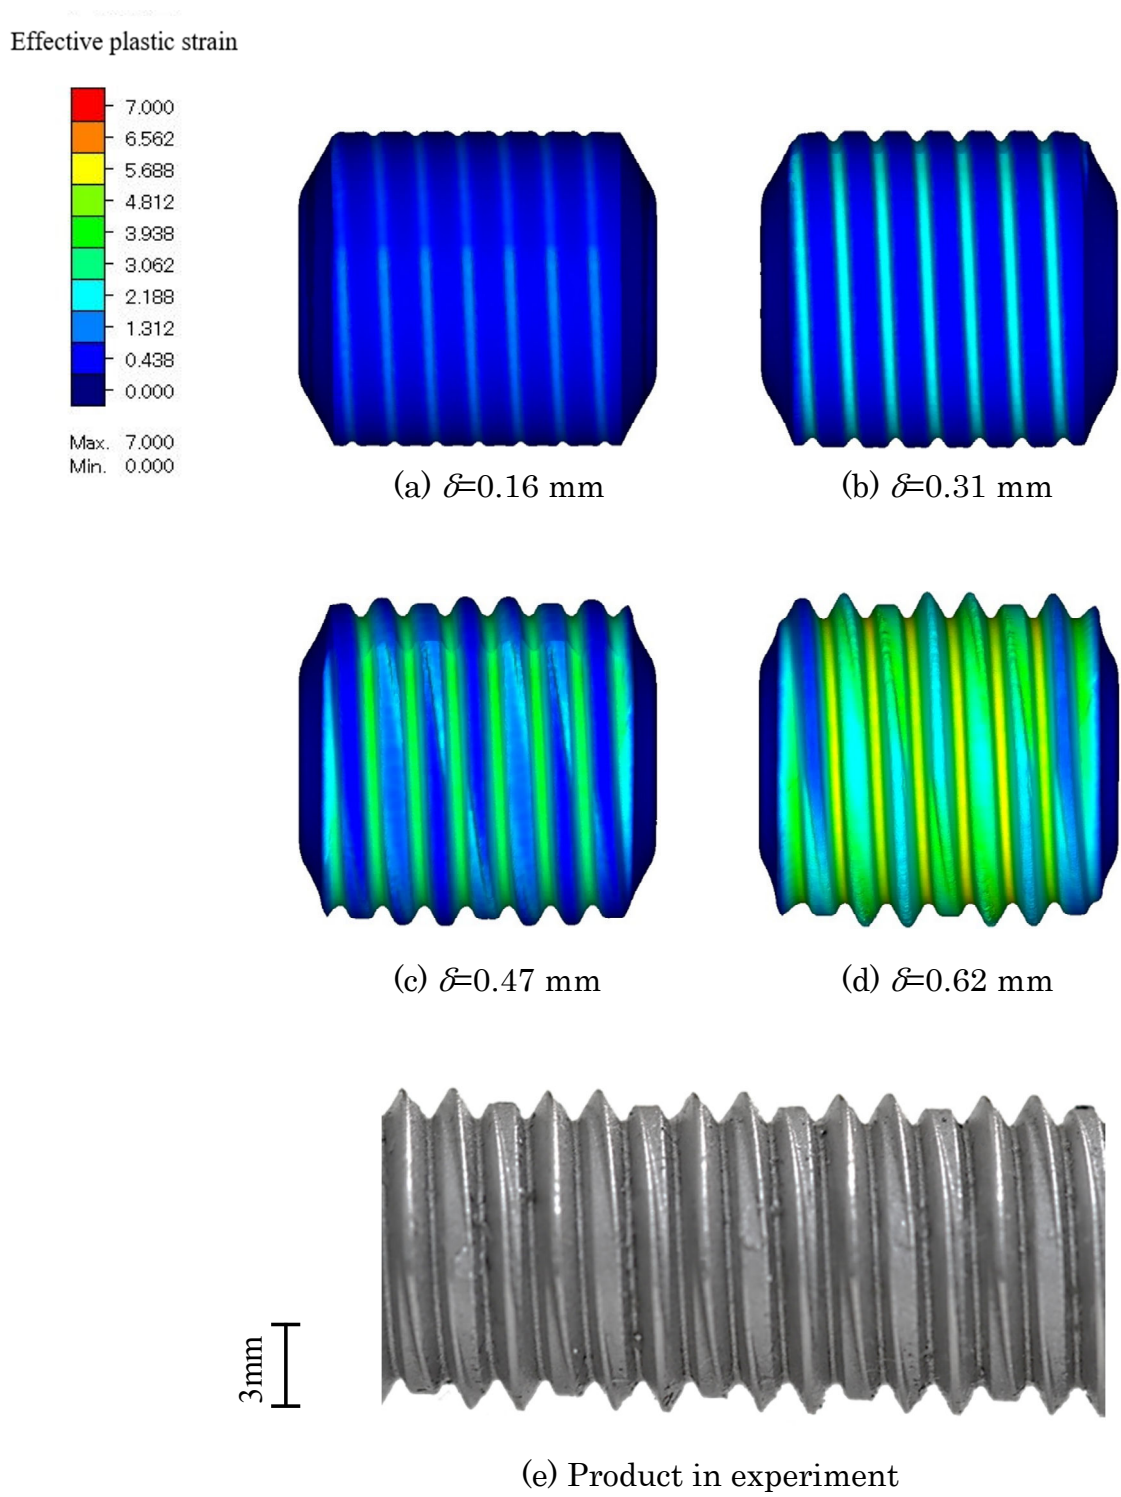 Effective plastic strain
7.000
6.562
5.688
4.812
3.938
3.062
2.188
1.312
0.438
0.000
Max. 7.000
Min. 0.000
(a) δ=0.16 mm
(b) δ=0.31 mm
(c) δ=0.47 mm
(d) δ=0.62 mm
3mm
(e) Product in experiment